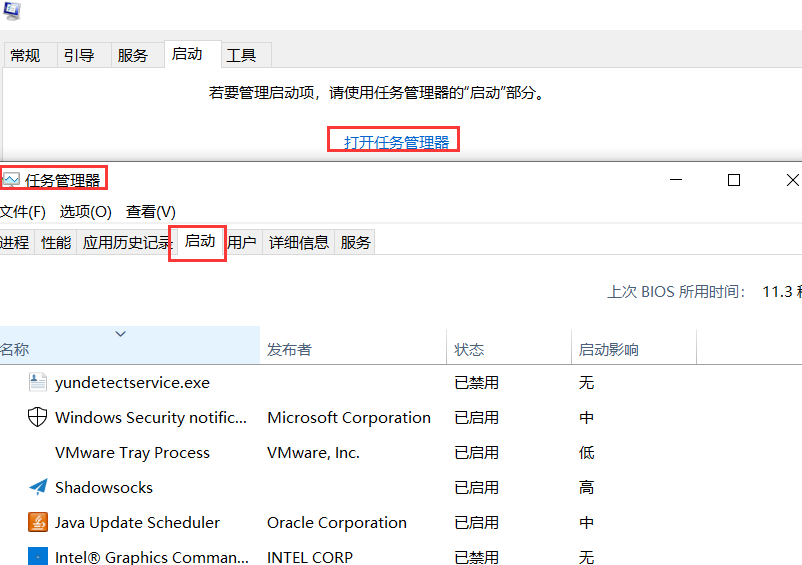 常规 引导 服务 启动 工具
若要管理启动项，请使用任务管理器的“启动”部分。
打开任务管理器
任务管理器
文件(F) 选项(O) 查看(V)
进程 性能 应用历史记录 启动 用户 详细信息 服务
上次 BIOS 所用时间： 11.3
名称 发布者 状态 启动影响
yundetectservice.exe 已禁用 无
Windows Security notific... Microsoft Corporation 已启用 中
VMware Tray Process VMware, Inc. 已启用 低
Shadowsocks 已启用 高
Java Update Scheduler Oracle Corporation 已启用 中
Intel® Graphics Comman... INTEL CORP 已禁用 无